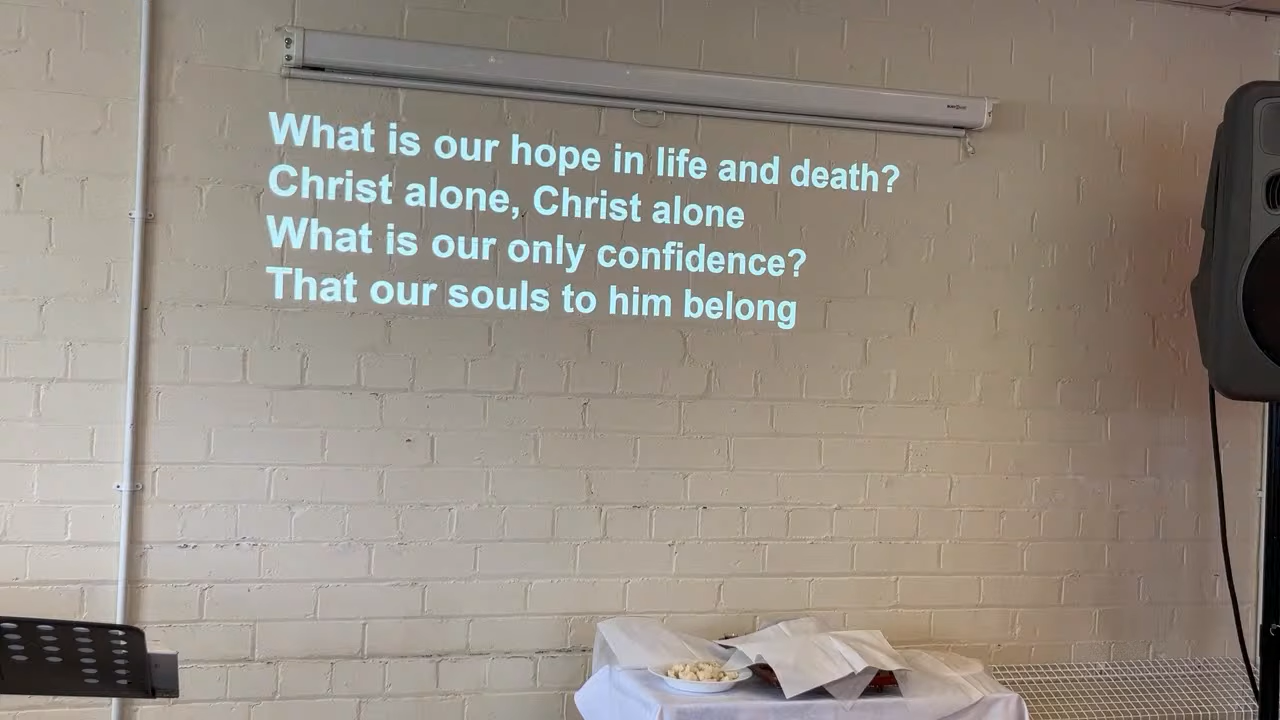 What is our hope in life and death?
Christ alone, Christ alone
What is our only confidence?
That our souls to him belong